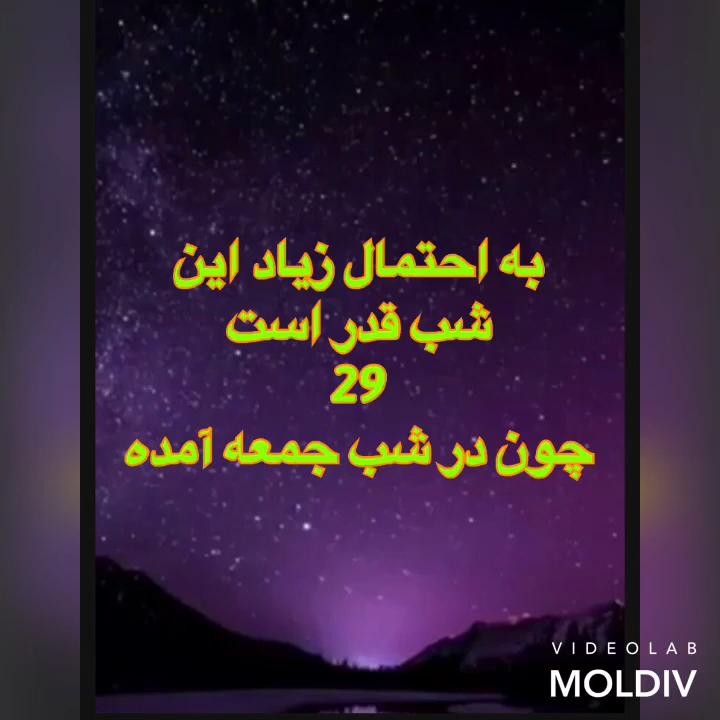 به احتمال زیاد این
شب قدر است
29
چون در شب جمعه آمده
VIDEOLAB
MOLDIV